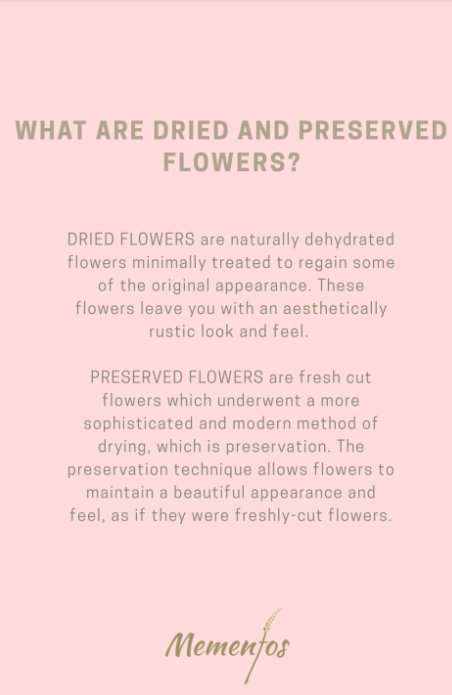 WHAT ARE DRIED AND PRESERVED
FLOWERS?
DRIED FLOWERS are naturally dehydrated
flowers minimally treated to regain some
of the original appearance. These
flowers leave you with an aesthetically
rustic look and feel.
PRESERVED FLOWERS are fresh cut
flowers which underwent a more
sophisticated and modern method of
drying, which is preservation. The
preservation technique allows flowers to
maintain a beautiful appearance and
feel, as if they were freshly-cut flowers.
Mementos